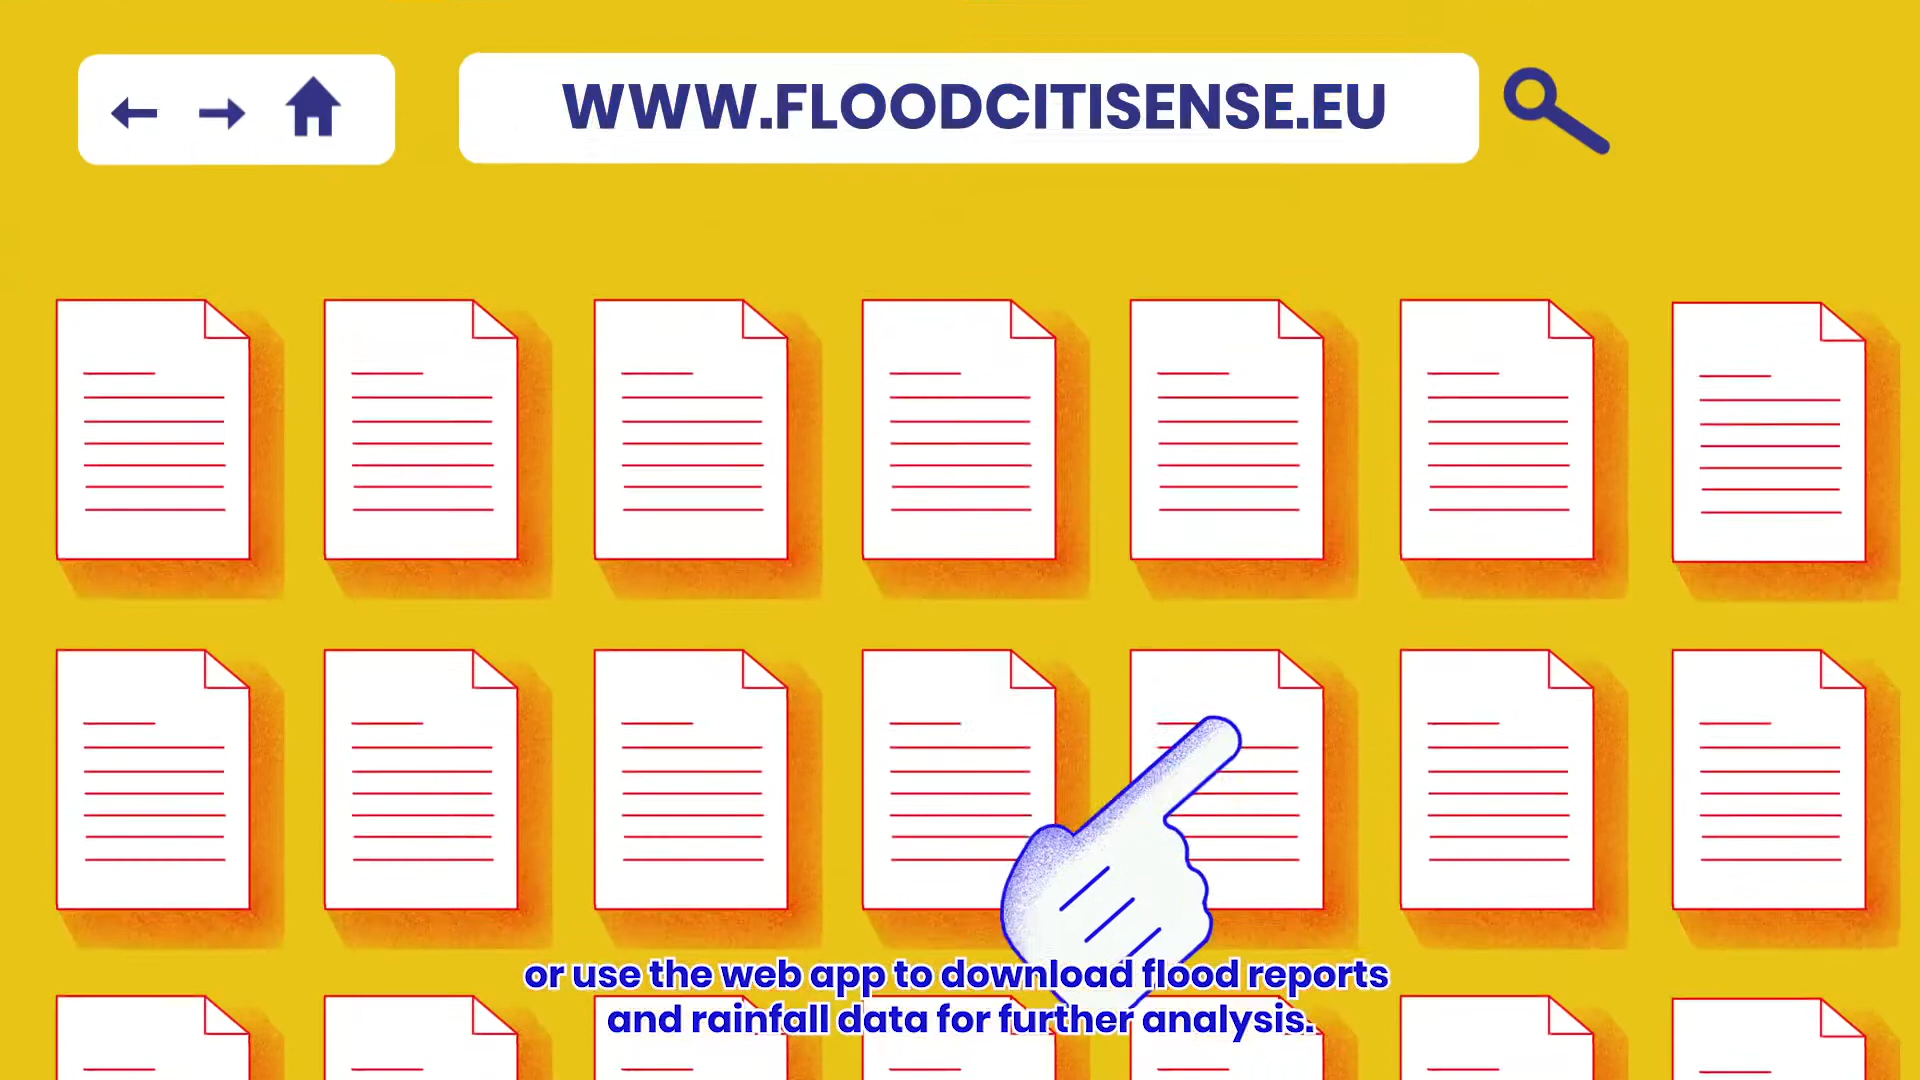 WWW.FLOODCITISENSE.EU
or use the web app to download flood reports
and rainfall data for further analysis.